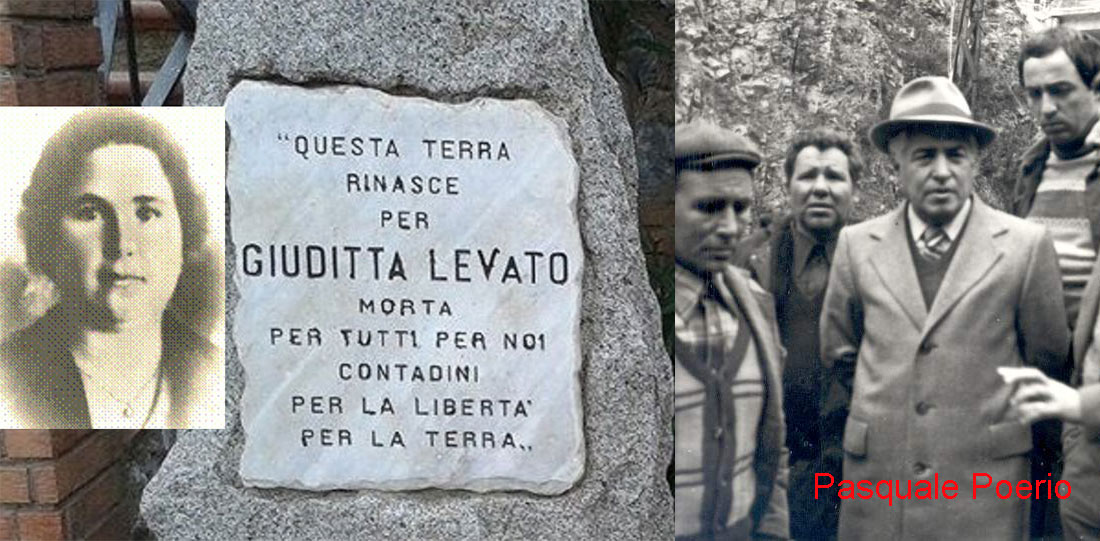 “QUESTA TERRA
RINASCE
PER
GIUDITTA LEVATO
MORTA
PER TUTTI PER NOI
CONTADINI
PER LA LIBERTA'
PER LA TERRA„
Pasquale Poerio